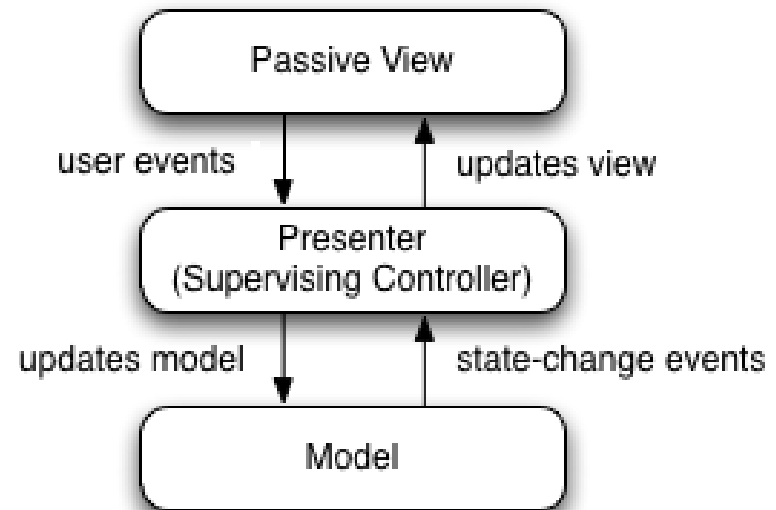 Passive View
user events
updates view
Presenter
(Supervising Controller)
updates model
state-change events
Model